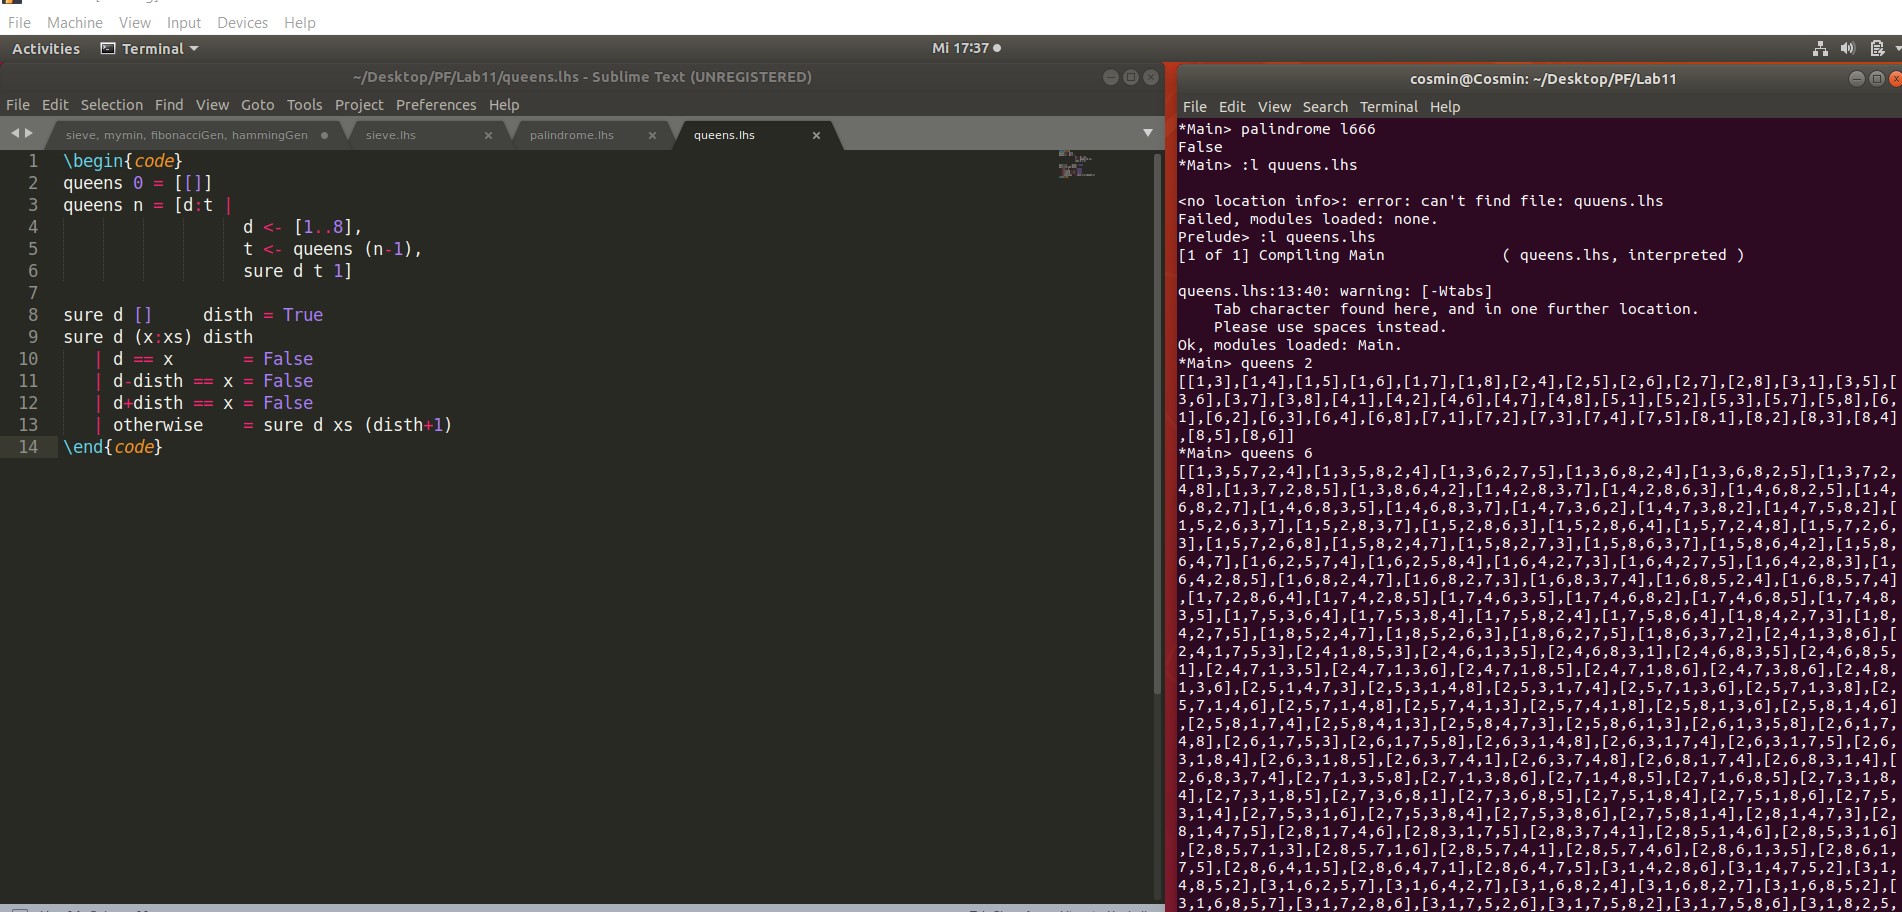 File Machine View Input Devices Help
Activities Terminal Mi 17:37
~/Desktop/PF/Lab11/queens.lhs - Sublime Text (UNREGISTERED)
File Edit Selection Find View Goto Tools Project Preferences Help
sieve, mymin, fibonacciGen, hammingGen sieve.lhs palindrome.lhs queens.lhs
1 \begin{code}
2 queens 0 = [[]]
3 queens n = [d:t |
4 d <- [1..8],
5 t <- queens (n-1),
6 sure d t 1]
7
8 sure d [] disth = True
9 sure d (x:xs) disth
10 | d == x = False
11 | d-disth == x = False
12 | d+disth == x = False
13 | otherwise = sure d xs (disth+1)
14 \end{code}
cosmin@Cosmin: ~/Desktop/PF/Lab11
File Edit View Search Terminal Help
*Main> palindrome l666
False
*Main> :l quuens.lhs
<no location info>: error: can't find file: quuens.lhs
Failed, modules loaded: none.
Prelude> :l queens.lhs
[1 of 1] Compiling Main ( queens.lhs, interpreted )
queens.lhs:13:40: warning: [-Wtabs]
Tab character found here, and in one further location.
Please use spaces instead.
Ok, modules loaded: Main.
*Main> queens 2
[[1,3],[1,4],[1,5],[1,6],[1,7],[1,8],[2,4],[2,5],[2,6],[2,7],[2,8],[3,1],[3,5],[
3,6],[3,7],[3,8],[4,1],[4,2],[4,6],[4,7],[4,8],[5,1],[5,2],[5,3],[5,7],[5,8],[6,
1],[6,2],[6,3],[6,4],[6,8],[7,1],[7,2],[7,3],[7,4],[7,5],[8,1],[8,2],[8,3],[8,4]
,[8,5],[8,6]]
*Main> queens 6
[[1,3,5,7,2,4],[1,3,5,8,2,4],[1,3,6,2,7,5],[1,3,6,8,2,4],[1,3,6,8,2,5],[1,3,7,2,
4,8],[1,3,7,2,8,5],[1,3,8,6,4,2],[1,4,2,8,3,7],[1,4,2,8,6,3],[1,4,6,8,2,5],[1,4,
6,8,2,7],[1,4,6,8,3,5],[1,4,6,8,3,7],[1,4,7,3,6,2],[1,4,7,3,8,2],[1,4,7,5,8,2],[
1,5,2,6,3,7],[1,5,2,8,3,7],[1,5,2,8,6,3],[1,5,2,8,6,4],[1,5,7,2,4,8],[1,5,7,2,6,
3],[1,5,7,2,6,8],[1,5,8,2,4,7],[1,5,8,2,7,3],[1,5,8,6,3,7],[1,5,8,6,4,2],[1,5,8,
6,4,7],[1,6,2,5,7,4],[1,6,2,5,8,4],[1,6,4,2,7,3],[1,6,4,2,7,5],[1,6,4,2,8,3],[1,
6,4,2,8,5],[1,6,8,2,4,7],[1,6,8,2,7,3],[1,6,8,3,7,4],[1,6,8,5,2,4],[1,6,8,5,7,4]
,[1,7,2,8,6,4],[1,7,4,2,8,5],[1,7,4,6,3,5],[1,7,4,6,8,2],[1,7,4,6,8,5],[1,7,4,8,
3,5],[1,7,5,3,6,4],[1,7,5,3,8,4],[1,7,5,8,2,4],[1,7,5,8,6,4],[1,8,4,2,7,3],[1,8,
4,2,7,5],[1,8,5,2,4,7],[1,8,5,2,6,3],[1,8,6,2,7,5],[1,8,6,3,7,2],[2,4,1,3,8,6],[
2,4,1,7,5,3],[2,4,1,8,5,3],[2,4,6,1,3,5],[2,4,6,8,3,1],[2,4,6,8,3,5],[2,4,6,8,5,
1],[2,4,7,1,3,5],[2,4,7,1,3,6],[2,4,7,1,8,5],[2,4,7,1,8,6],[2,4,7,3,8,6],[2,4,8,
1,3,6],[2,5,1,4,7,3],[2,5,3,1,4,8],[2,5,3,1,7,4],[2,5,7,1,3,6],[2,5,7,1,3,8],[2,
5,7,1,4,6],[2,5,7,1,4,8],[2,5,7,4,1,3],[2,5,7,4,1,8],[2,5,8,1,3,6],[2,5,8,1,4,6]
,[2,5,8,1,7,4],[2,5,8,4,1,3],[2,5,8,4,7,3],[2,5,8,6,1,3],[2,6,1,3,5,8],[2,6,1,7,
4,8],[2,6,1,7,5,3],[2,6,1,7,5,8],[2,6,3,1,4,8],[2,6,3,1,7,4],[2,6,3,1,7,5],[2,6,
3,1,8,4],[2,6,3,1,8,5],[2,6,3,7,4,1],[2,6,3,7,4,8],[2,6,8,1,7,4],[2,6,8,3,1,4],[
2,6,8,3,7,4],[2,7,1,3,5,8],[2,7,1,3,8,6],[2,7,1,4,8,5],[2,7,1,6,8,5],[2,7,3,1,8,
4],[2,7,3,1,8,5],[2,7,3,6,8,1],[2,7,3,6,8,5],[2,7,5,1,8,4],[2,7,5,1,8,6],[2,7,5,
3,1,4],[2,7,5,3,1,6],[2,7,5,3,8,4],[2,7,5,3,8,6],[2,7,5,8,1,4],[2,8,1,4,7,3],[2,
8,1,4,7,5],[2,8,1,7,4,6],[2,8,3,1,7,5],[2,8,3,7,4,1],[2,8,5,1,4,6],[2,8,5,3,1,6]
,[2,8,5,7,1,3],[2,8,5,7,1,6],[2,8,5,7,4,1],[2,8,5,7,4,6],[2,8,6,1,3,5],[2,8,6,1,
7,5],[2,8,6,4,1,5],[2,8,6,4,7,1],[2,8,6,4,7,5],[3,1,4,2,8,6],[3,1,4,7,5,2],[3,1,
4,8,5,2],[3,1,6,2,5,7],[3,1,6,4,2,7],[3,1,6,8,2,4],[3,1,6,8,2,7],[3,1,6,8,5,2],[
3,1,6,8,5,7],[3,1,7,2,8,6],[3,1,7,5,2,6],[3,1,7,5,8,2],[3,1,7,5,8,6],[3,1,8,2,5,